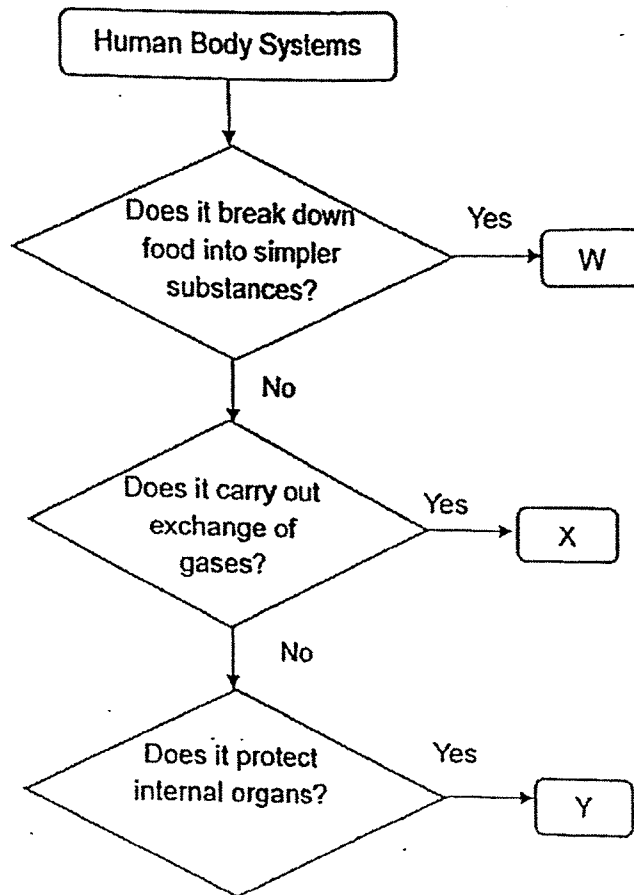 Human Body Systems
Does it break down
food into simpler
substances?
Yes
W
No
Does it carry out
exchange of
gases?
Yes
X
No
Does it protect
internal organs?
Yes
Y